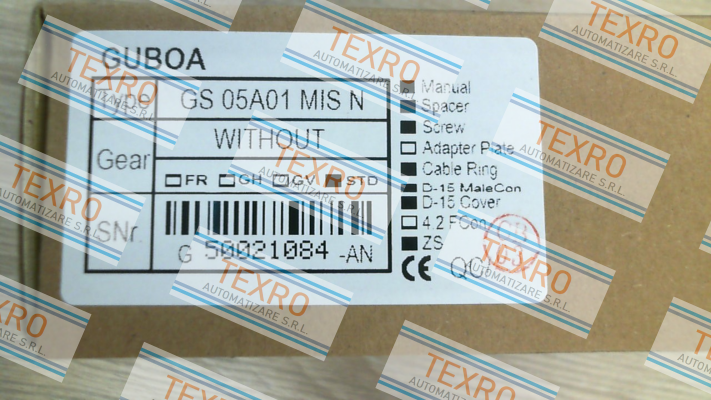 GUBOA
Type GS 05A01 MIS N
Gear WITHOUT
FR GH GV STD
SNr. G 50021084 -AN
Manual
Spacer
Screw
Adapter Plate
Cable Ring
D-15 MaleCon
D-15 Cover
4.2 FCon
ZS
CE QC
TEXRO
AUTOMATIZARE S.R.L.